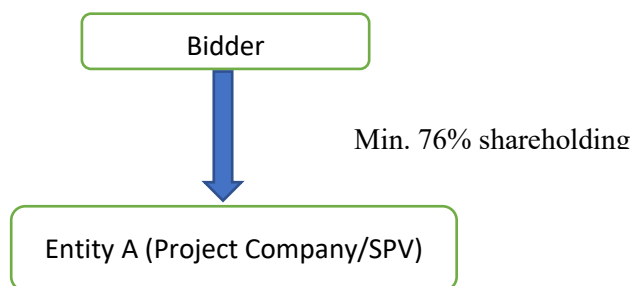 Bidder
Min. 76% shareholding
Entity A (Project Company/SPV)